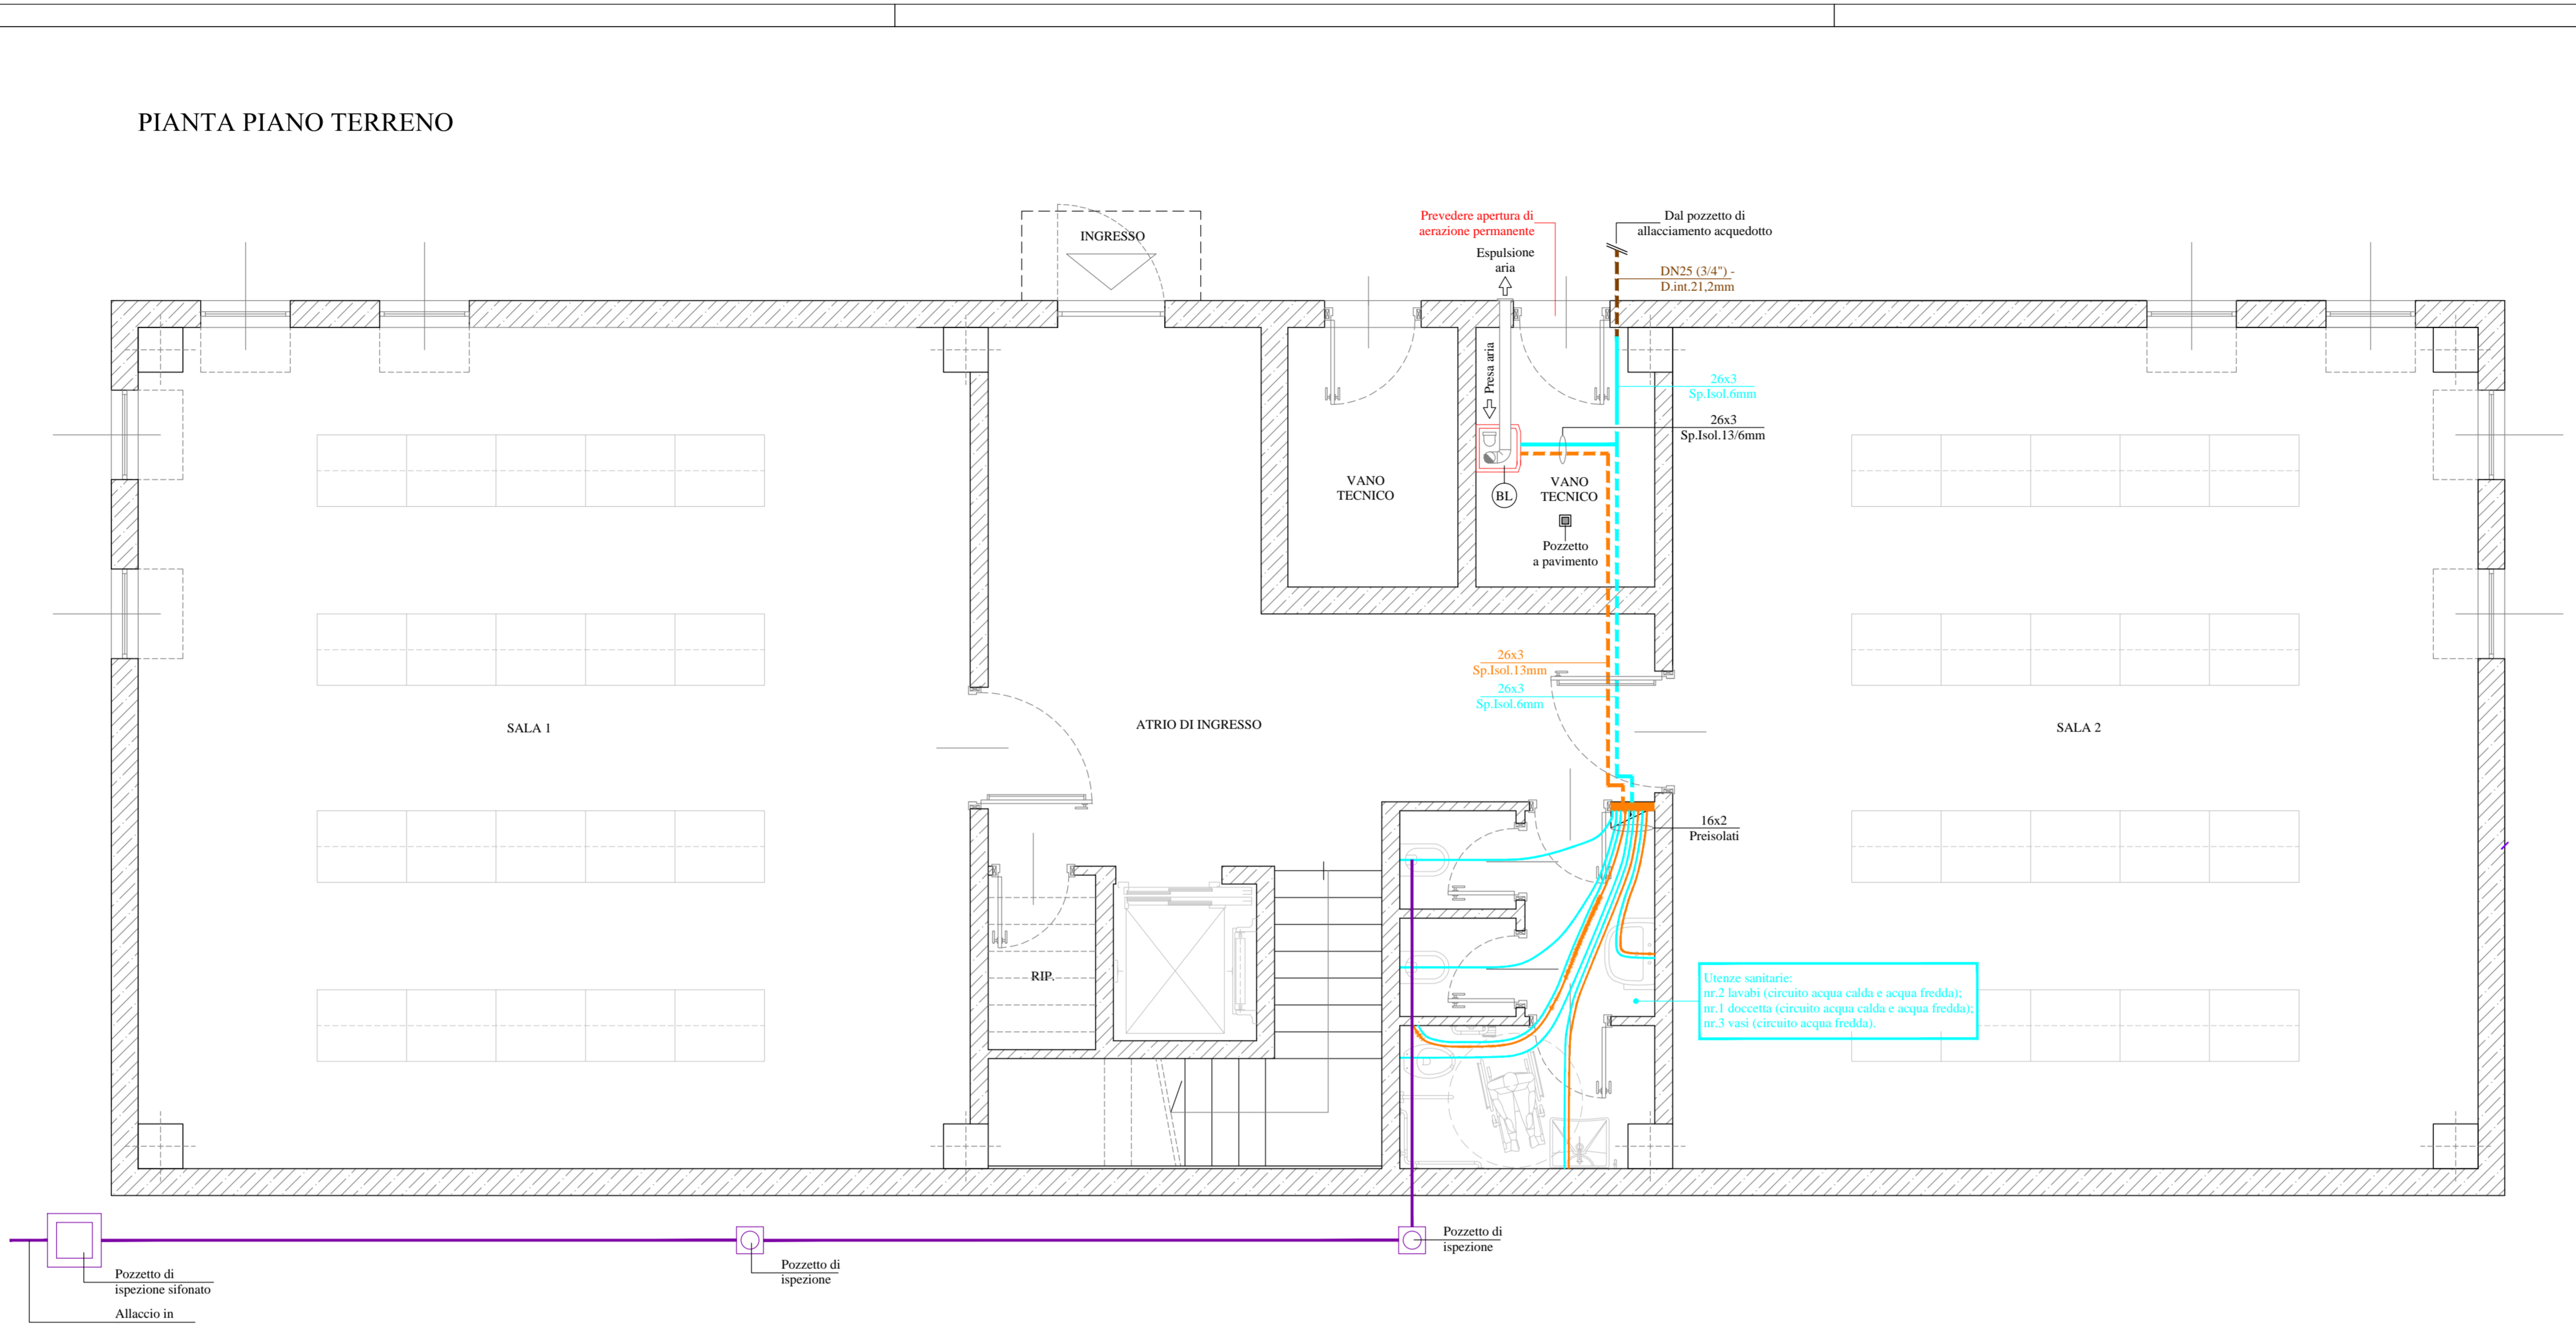 PIANTA PIANO TERRENO
INGRESSO
Prevedere apertura di
aerazione permanente
Espulsione
aria
Dal pozzetto di
allacciamento acquedotto
DN25 (3/4") -
D.int.21,2mm
Presa aria
26x3
Sp.Isol.6mm
26x3
Sp.Isol.13/6mm
VANO
TECNICO
BL
VANO
TECNICO
Pozzetto
a pavimento
26x3
Sp.Isol.13mm
26x3
Sp.Isol.6mm
SALA 1
ATRIO DI INGRESSO
SALA 2
16x2
Preisolati
RIP.
Utenze sanitarie:
nr.2 lavabi (circuito acqua calda e acqua fredda);
nr.1 doccetta (circuito acqua calda e acqua fredda);
nr.3 vasi (circuito acqua fredda).
Pozzetto di
ispezione
Pozzetto di
ispezione
Pozzetto di
ispezione sifonato
Allaccio in